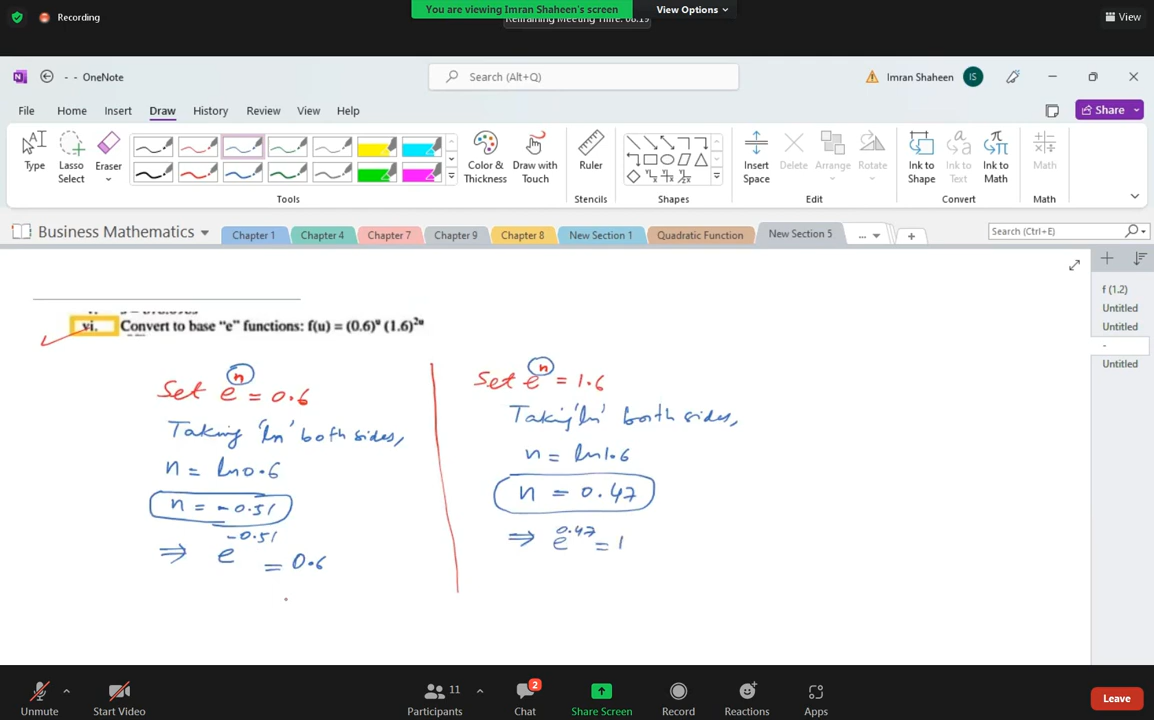 You are viewing Imran Shaheen's screen
View Options
Recording
View
- - OneNote
Search (Alt+Q)
Imran Shaheen
IS
File Home Insert Draw History Review View Help
Share
Type
Lasso Select
Eraser
Color & Thickness
Draw with Touch
Ruler
Insert Space
Delete
Arrange
Rotate
Ink to Shape
Ink to Text
Ink to Math
Math
Tools
Stencils
Shapes
Edit
Convert
Math
Business Mathematics
Chapter 1
Chapter 4
Chapter 7
Chapter 9
Chapter 8
New Section 1
Quadratic Function
New Section 5
...
Search (Ctrl+E)
f (1.2)
Untitled
Untitled
-
Untitled
vi. Convert to base "e" functions: f(u) = (0.6)ᵘ (1.6)²ᵘ
Set eⁿ = 0.6
Taking 'ln' both sides,
n = ln 0.6
n = -0.51
⇒ e^-0.51 = 0.6
Set eⁿ = 1.6
Taking 'ln' both sides,
n = ln 1.6
n = 0.47
⇒ e^0.47 = 1
Unmute
Start Video
11
Participants
2
Chat
Share Screen
Record
Reactions
Apps
Leave